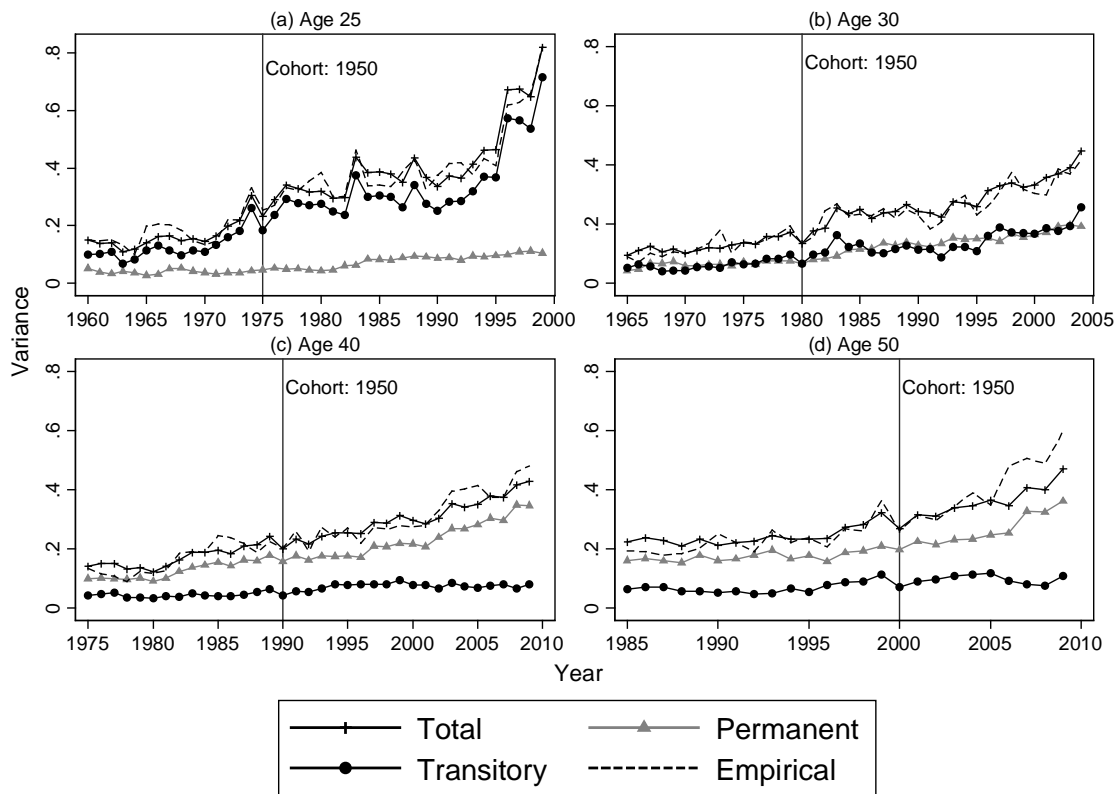 (a) Age 25
(b) Age 30
Cohort: 1950
Cohort: 1950
0 .2 .4 .6 .8
0 .2 .4 .6 .8
1960 1965 1970 1975 1980 1985 1990 1995 2000
1965 1970 1975 1980 1985 1990 1995 2000 2005
(c) Age 40
(d) Age 50
Cohort: 1950
Cohort: 1950
0 .2 .4 .6 .8
0 .2 .4 .6 .8
1975 1980 1985 1990 1995 2000 2005 2010
1985 1990 1995 2000 2005 2010
Variance
Year
Total
Permanent
Transitory
Empirical